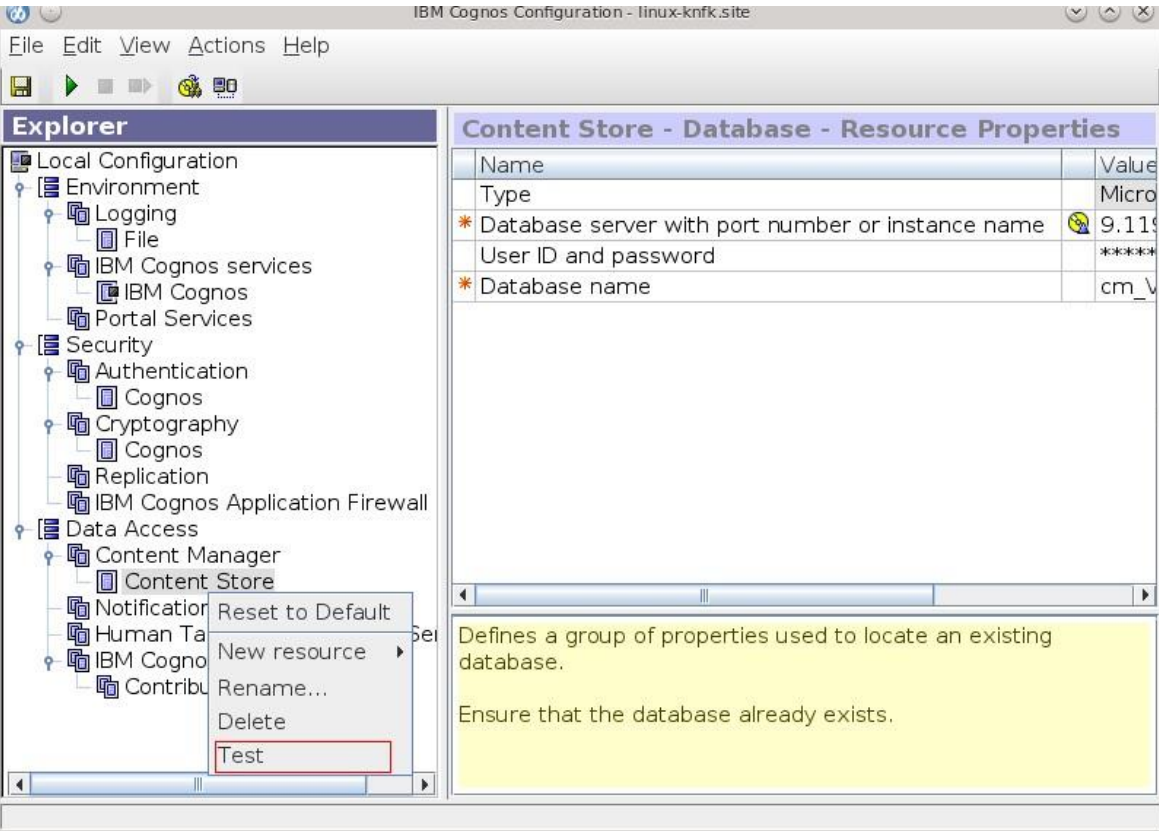 IBM Cognos Configuration - linux-knfk.site
File Edit View Actions Help
Explorer
Local Configuration
Environment
Logging
File
IBM Cognos services
IBM Cognos
Portal Services
Security
Authentication
Cognos
Cryptography
Cognos
Replication
IBM Cognos Application Firewall
Data Access
Content Manager
Content Store
Notification
Human Ta
IBM Cogno
Contribu
Reset to Default
New resource
Rename...
Delete
Test
Content Store - Database - Resource Properties
Name Value
Type Micro
* Database server with port number or instance name 9.119
User ID and password *****
* Database name cm_V
Defines a group of properties used to locate an existing
database.
Ensure that the database already exists.